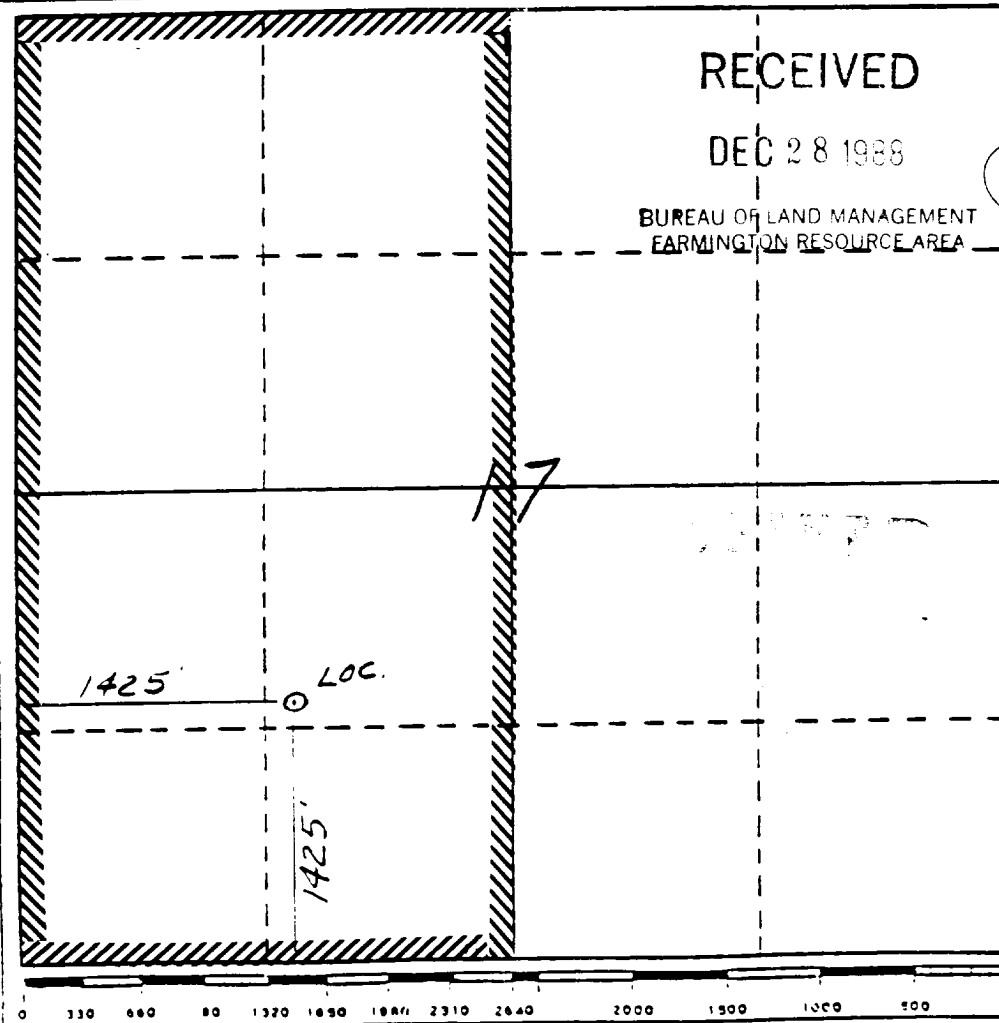 RECEIVED
DEC 28 1988
BUREAU OF LAND MANAGEMENT
FARMINGTON RESOURCE AREA
17
1425' LOC.
1425'
0 330 660 1320 1650 2310 2640 2000 1500 1000 500